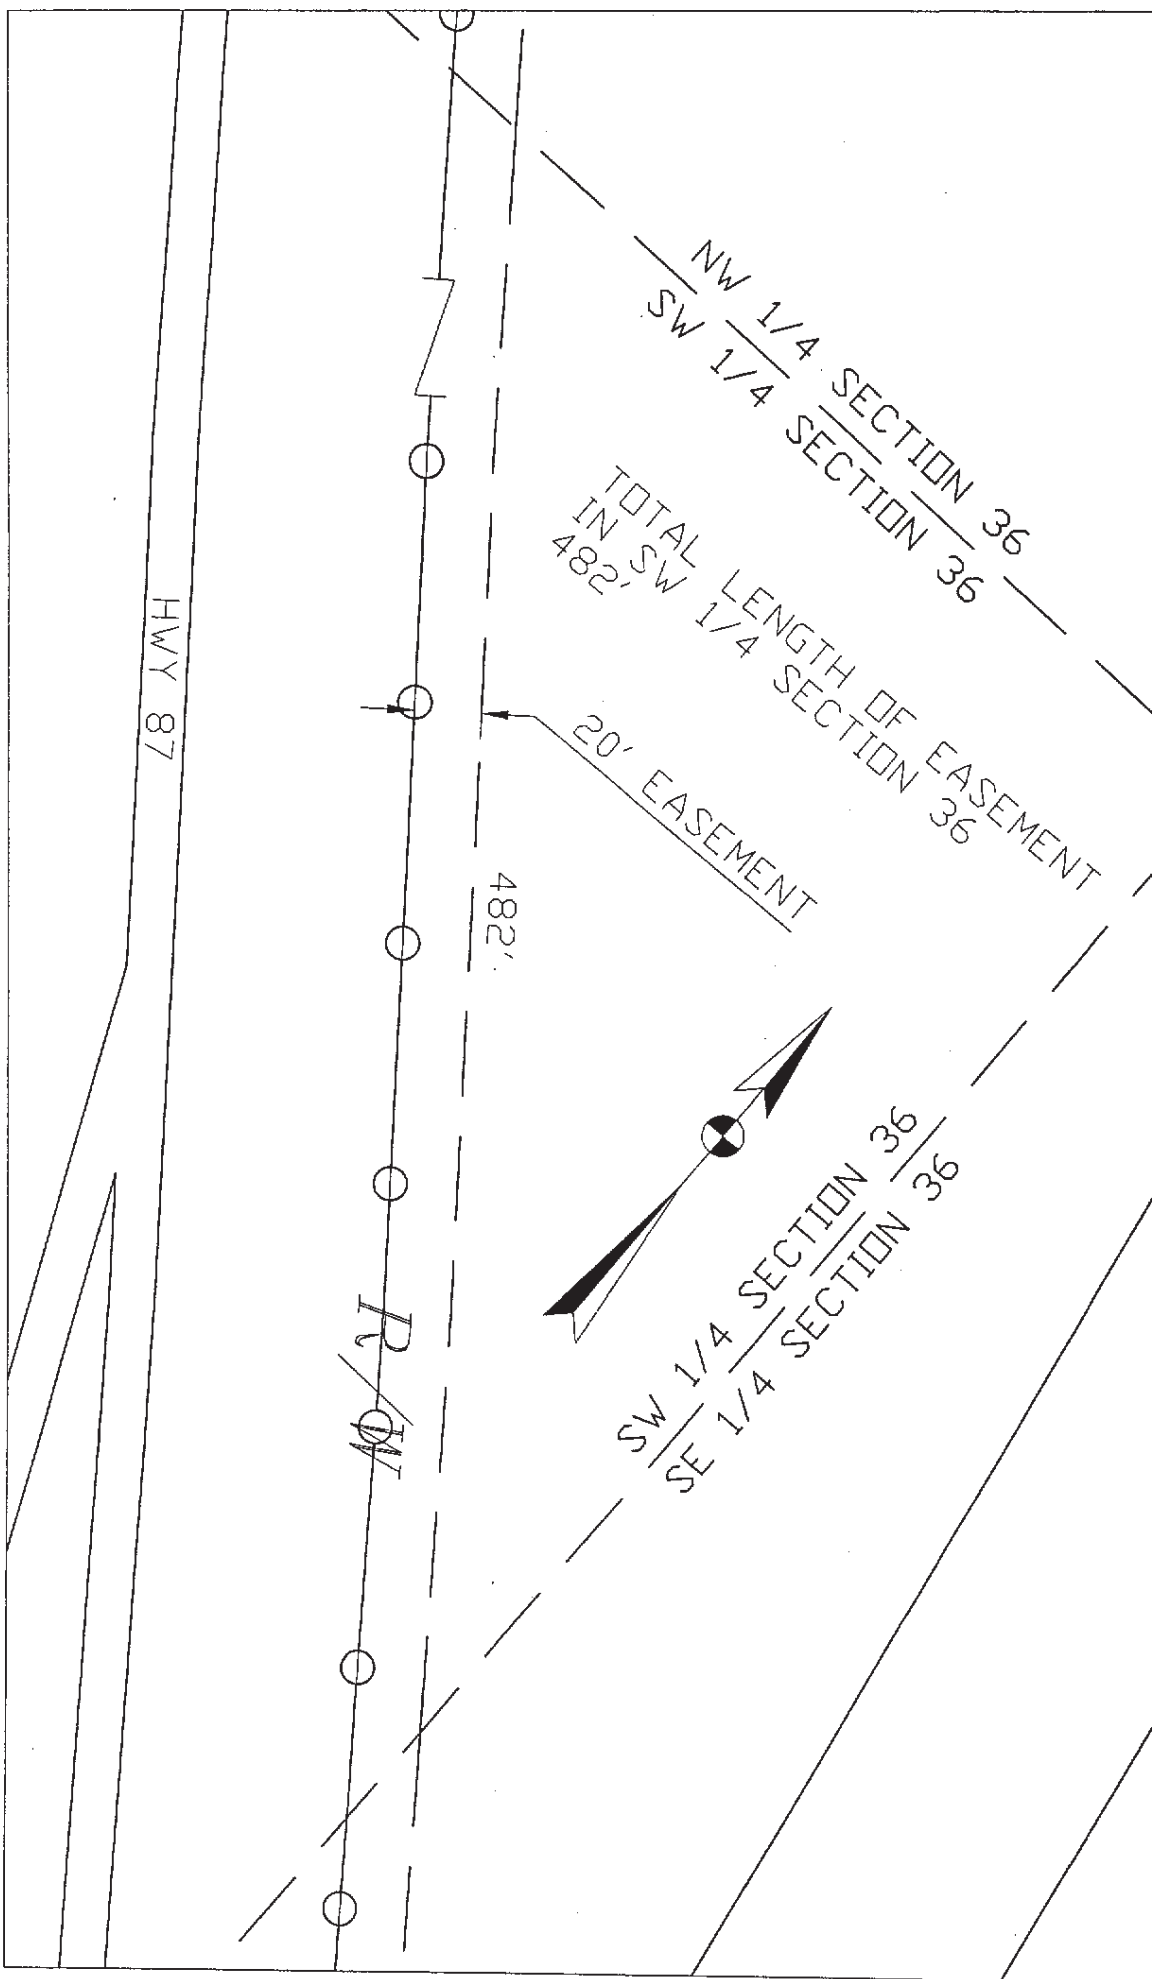 NW 1/4 SECTION 36
SW 1/4 SECTION 36
TOTAL LENGTH OF EASEMENT
IN SW 1/4 SECTION 36
482'
HWY 87
20' EASEMENT
482'
SW 1/4 SECTION 36
SE 1/4 SECTION 36
R/W